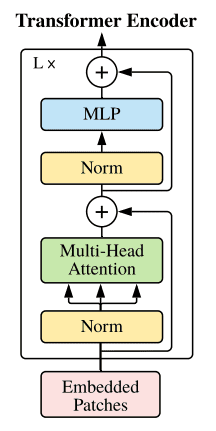 Transformer Encoder
L x
+
MLP
Norm
+
Multi-Head
Attention
Norm
Embedded
Patches